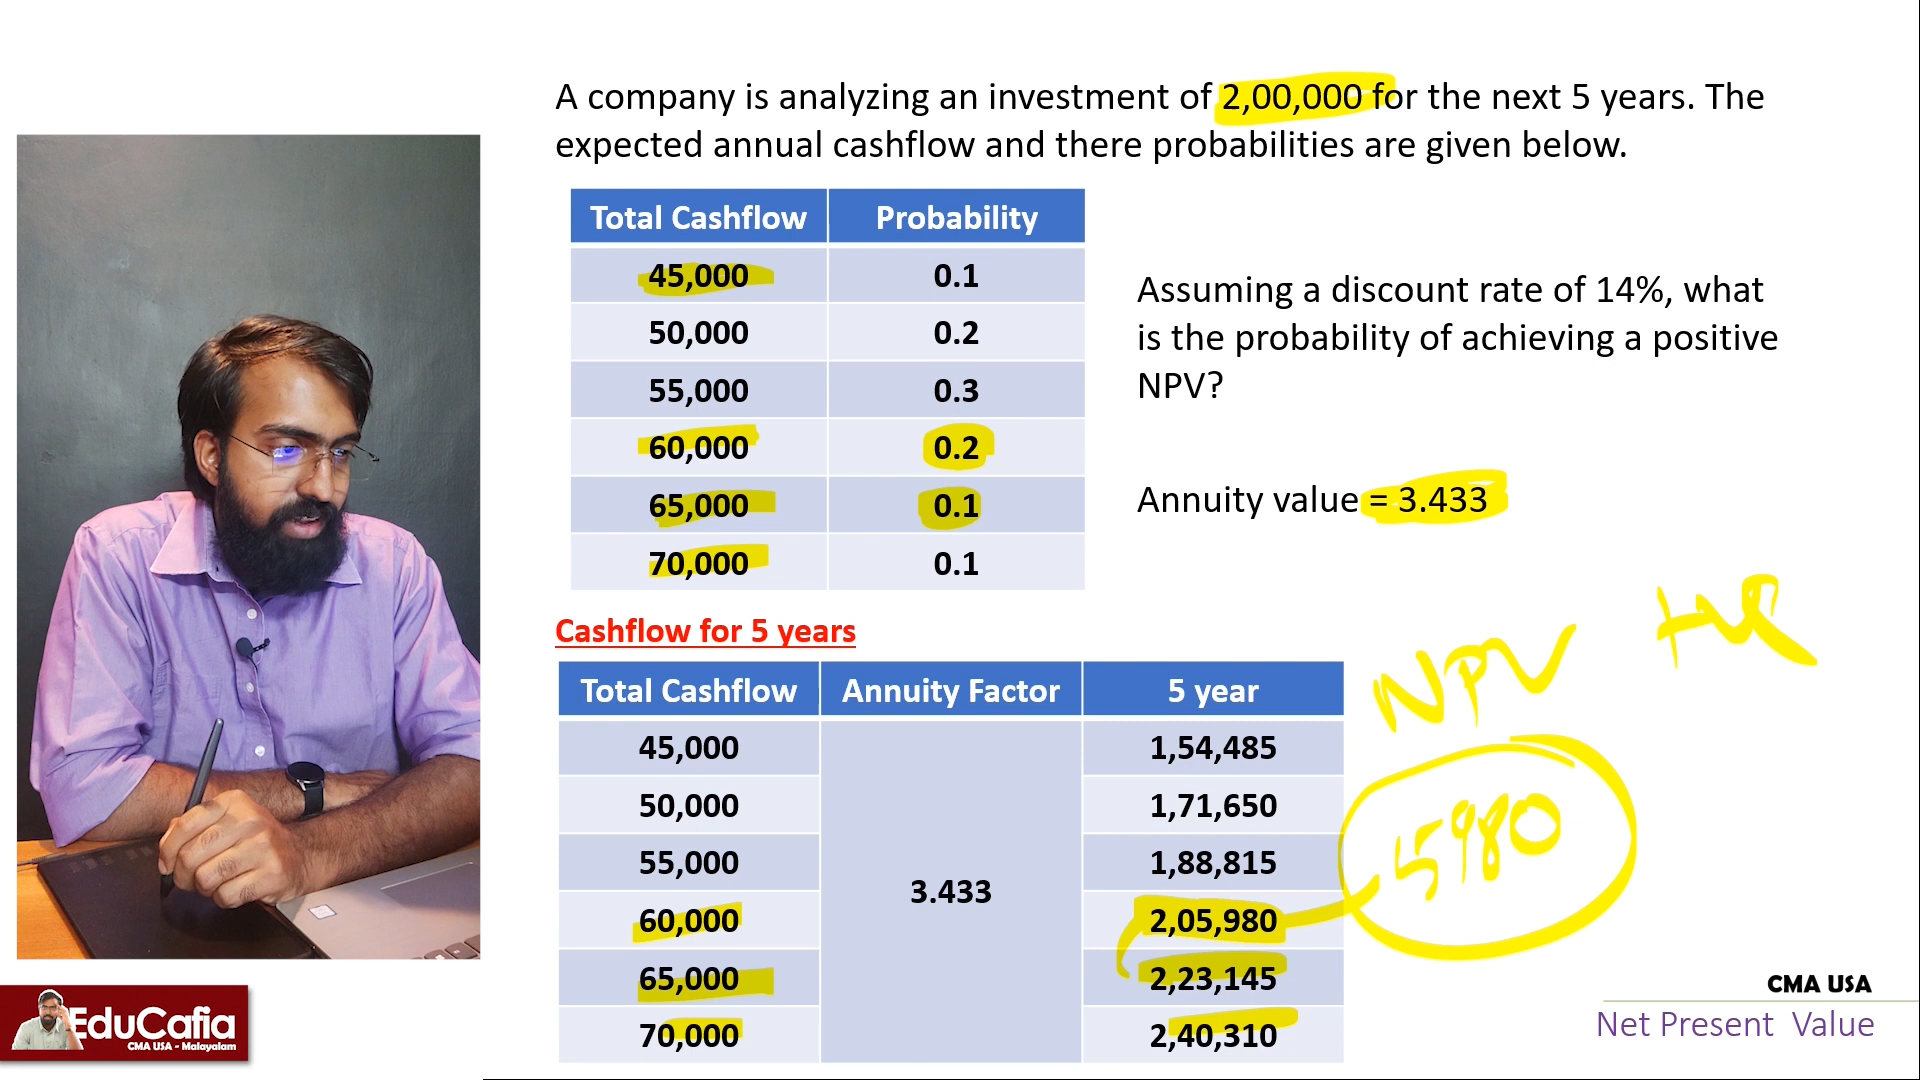 A company is analyzing an investment of 2,00,000 for the next 5 years. The
expected annual cashflow and there probabilities are given below.
Total Cashflow Probability
45,000 0.1
50,000 0.2
55,000 0.3
60,000 0.2
65,000 0.1
70,000 0.1
Assuming a discount rate of 14%, what
is the probability of achieving a positive
NPV?
Annuity value = 3.433
Cashflow for 5 years
Total Cashflow Annuity Factor 5 year
45,000 1,54,485
50,000 1,71,650
55,000 1,88,815
3.433
60,000 2,05,980
65,000 2,23,145
70,000 2,40,310
NPV +ve
5980
CMA USA
Net Present Value
EduCafia
CMA USA - Malayalam